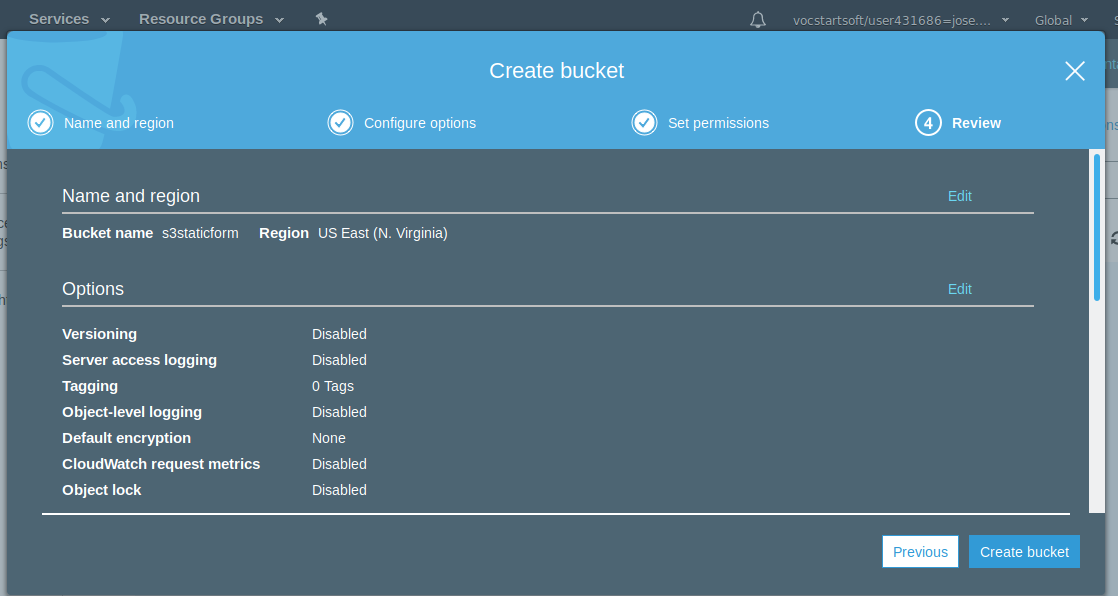 Services Resource Groups vocstartsoft/user431686=jose.... Global
Create bucket
Name and region Configure options Set permissions 4 Review
Name and region Edit
Bucket name s3staticform Region US East (N. Virginia)
Options Edit
Versioning Disabled
Server access logging Disabled
Tagging 0 Tags
Object-level logging Disabled
Default encryption None
CloudWatch request metrics Disabled
Object lock Disabled
Previous Create bucket